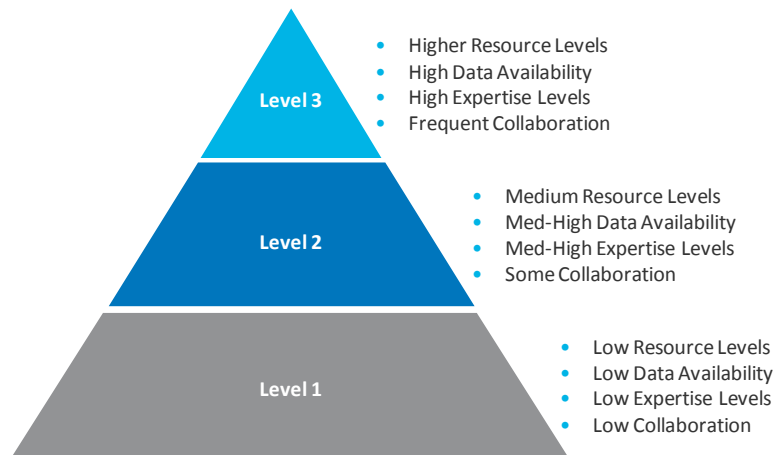 Level 3
• Higher Resource Levels
• High Data Availability
• High Expertise Levels
• Frequent Collaboration
Level 2
• Medium Resource Levels
• Med-High Data Availability
• Med-High Expertise Levels
• Some Collaboration
Level 1
• Low Resource Levels
• Low Data Availability
• Low Expertise Levels
• Low Collaboration